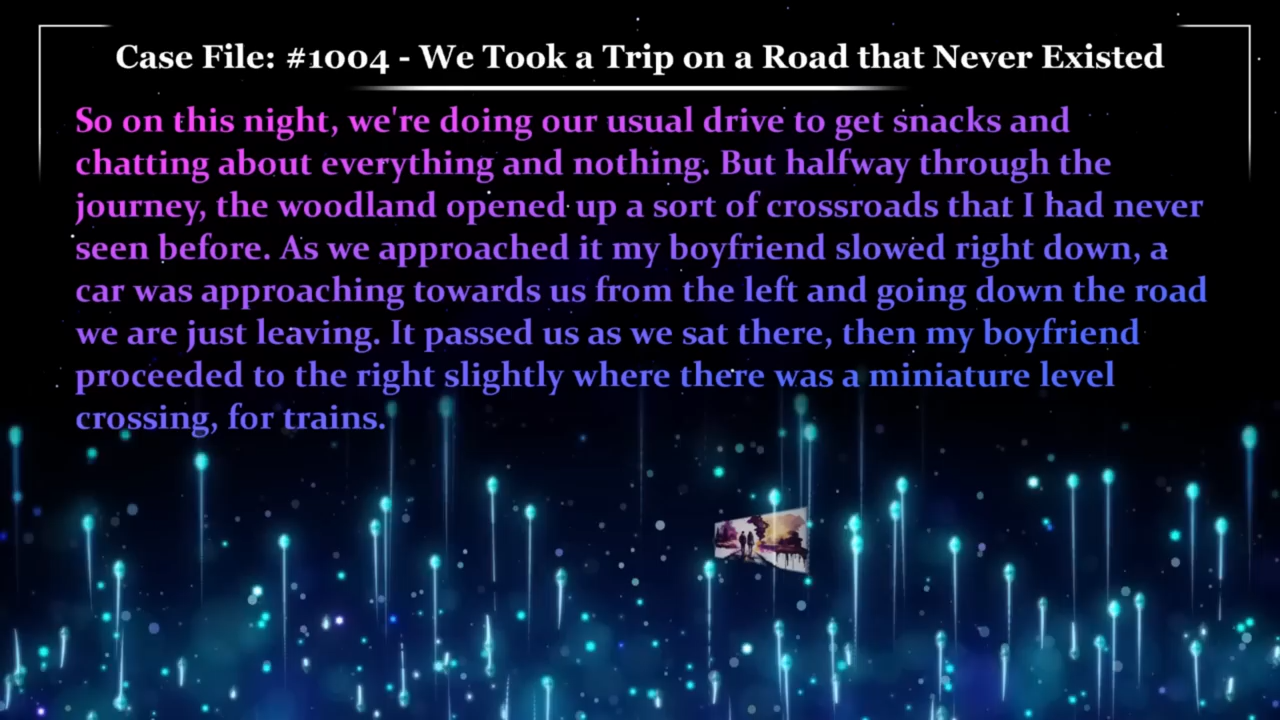 Case File: #1004 - We Took a Trip on a Road that Never Existed
So on this night, we're doing our usual drive to get snacks and
chatting about everything and nothing. But halfway through the
journey, the woodland opened up a sort of crossroads that I had never
seen before. As we approached it my boyfriend slowed right down, a
car was approaching towards us from the left and going down the road
we are just leaving. It passed us as we sat there, then my boyfriend
proceeded to the right slightly where there was a miniature level
crossing, for trains.